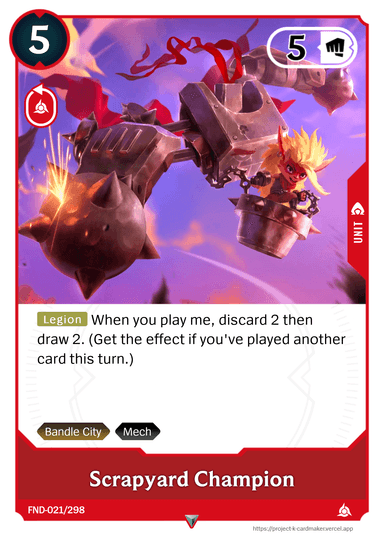 5
5
UNIT
Legion When you play me, discard 2 then
draw 2. (Get the effect if you've played another
card this turn.)
Bandle City Mech
Scrapyard Champion
FND-021/298
https://project-k-cardmaker.vercel.app